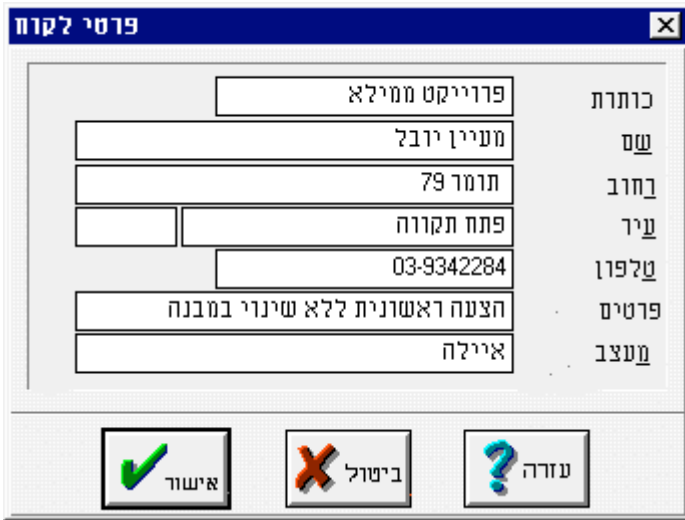 פרטי לקוח
כותרת פרוייקט ממילא
שם מעיין יובל
רחוב תומר 79
עיר פתח תקווה
טלפון 03-9342284
פרטים הצעה ראשונית ללא שינוי במבנה
מעצב איילה
עזרה ביטול אישור